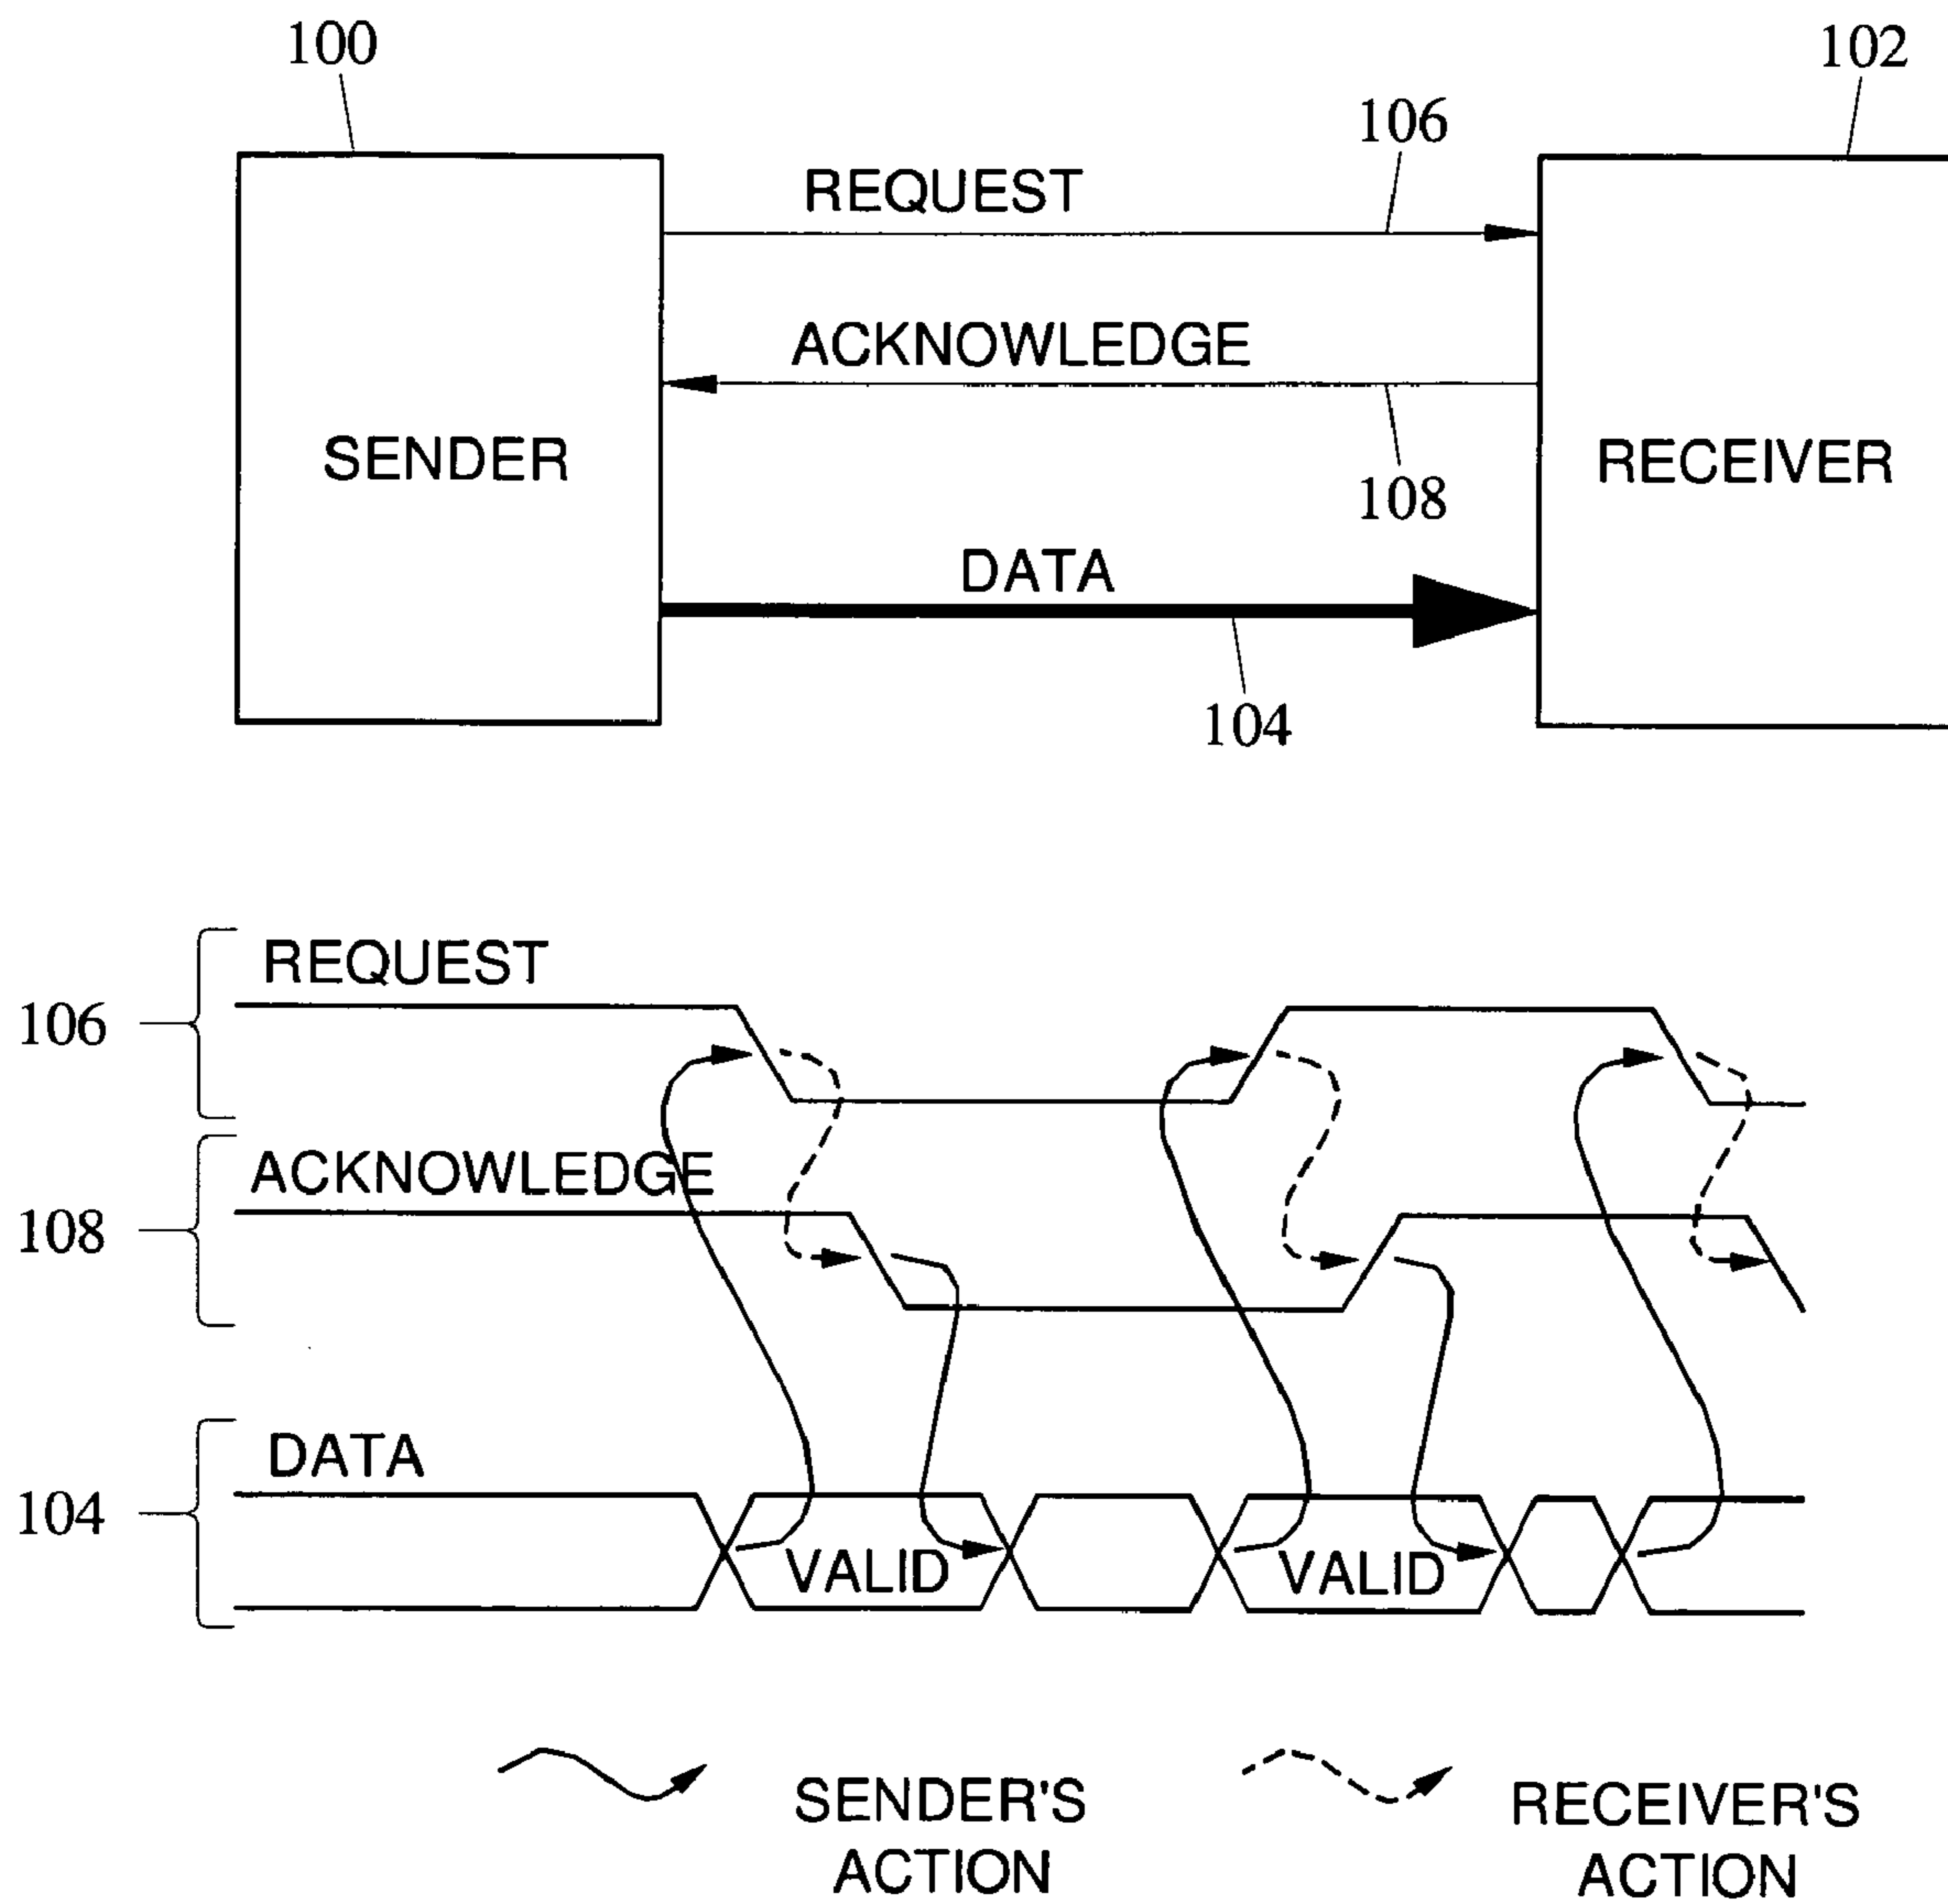 100
102
106
REQUEST
ACKNOWLEDGE
SENDER
RECEIVER
108
DATA
104
REQUEST
106
ACKNOWLEDGE
108
DATA
104
VALID
VALID
SENDER'S
ACTION
RECEIVER'S
ACTION